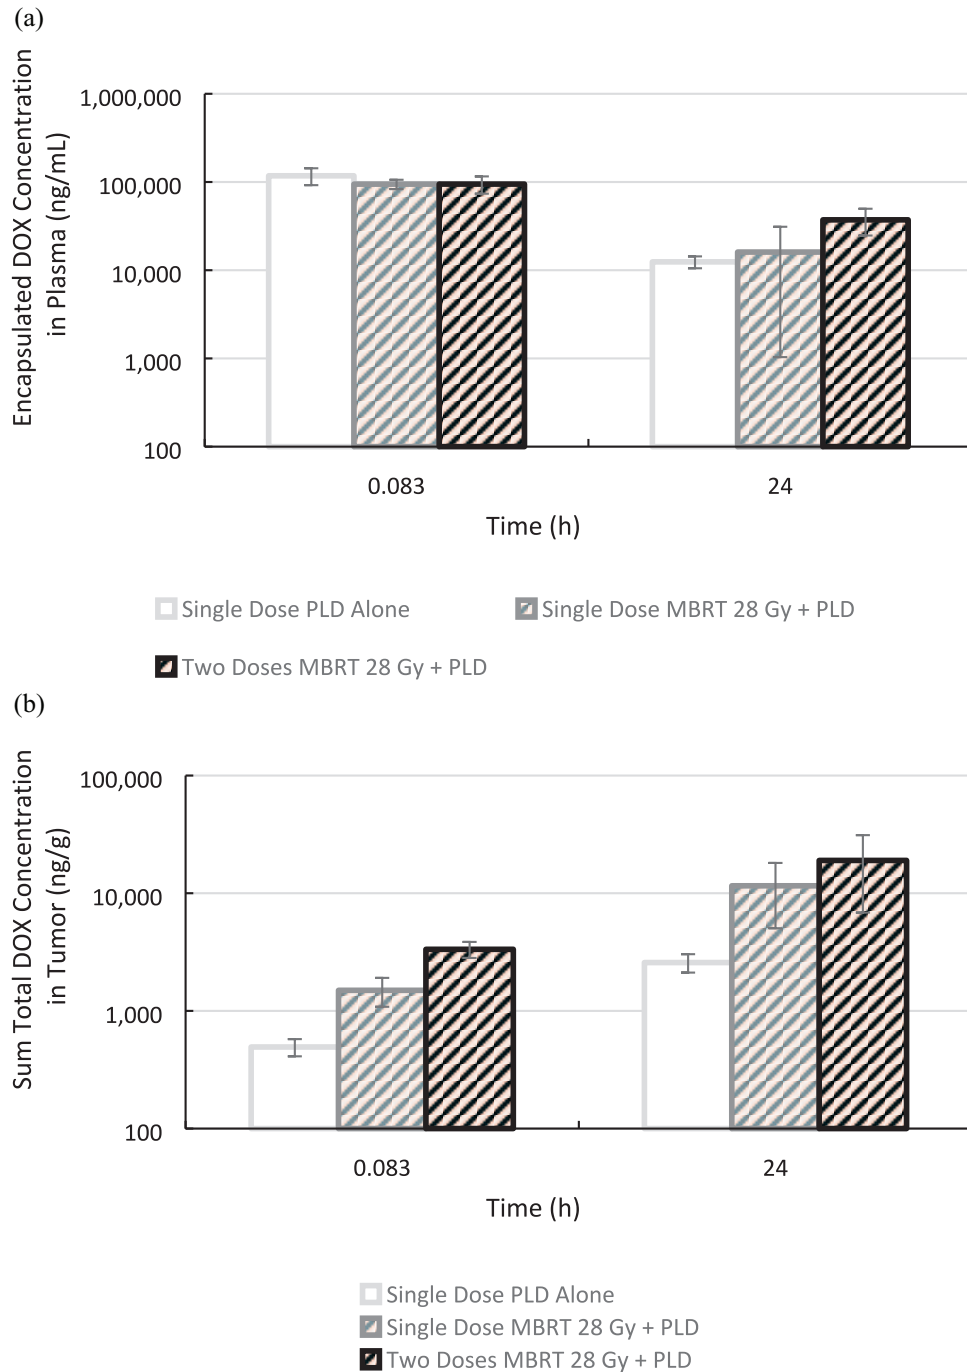 (a)
Encapsulated DOX Concentration
in Plasma (ng/mL)
1,000,000
100,000
10,000
1,000
100
0.083
24
Time (h)
Single Dose PLD Alone
Single Dose MBRT 28 Gy + PLD
Two Doses MBRT 28 Gy + PLD
(b)
Sum Total DOX Concentration
in Tumor (ng/g)
100,000
10,000
1,000
100
0.083
24
Time (h)
Single Dose PLD Alone
Single Dose MBRT 28 Gy + PLD
Two Doses MBRT 28 Gy + PLD